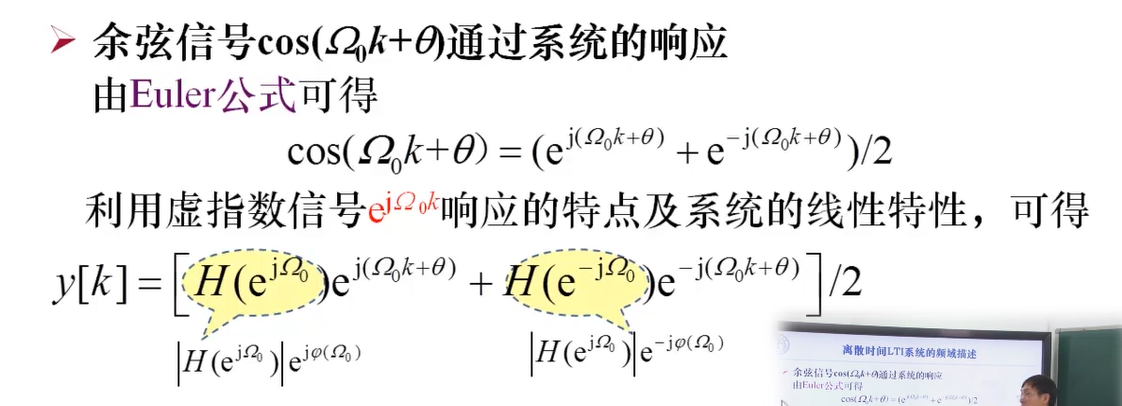 ➢ 余弦信号cos(Ω₀k+θ)通过系统的响应
由Euler公式可得
cos(Ω₀k+θ) = (e^{j(Ω₀k+θ)} + e^{-j(Ω₀k+θ)})/2
利用虚指数信号e^{jΩ₀k}响应的特点及系统的线性特性，可得
y[k] = [H(e^{jΩ₀})e^{j(Ω₀k+θ)} + H(e^{-jΩ₀})e^{-j(Ω₀k+θ)}]/2
|H(e^{jΩ₀})|e^{jφ(Ω₀)} |H(e^{jΩ₀})|e^{-jφ(Ω₀)}
离散时间LTI系统的频域描述
余弦信号cos(Ω₀k+θ)通过系统的响应
由Euler公式可得
cos(Ω₀k+θ) = (e^{j(Ω₀k+θ)} + e^{-j(Ω₀k+θ)})/2